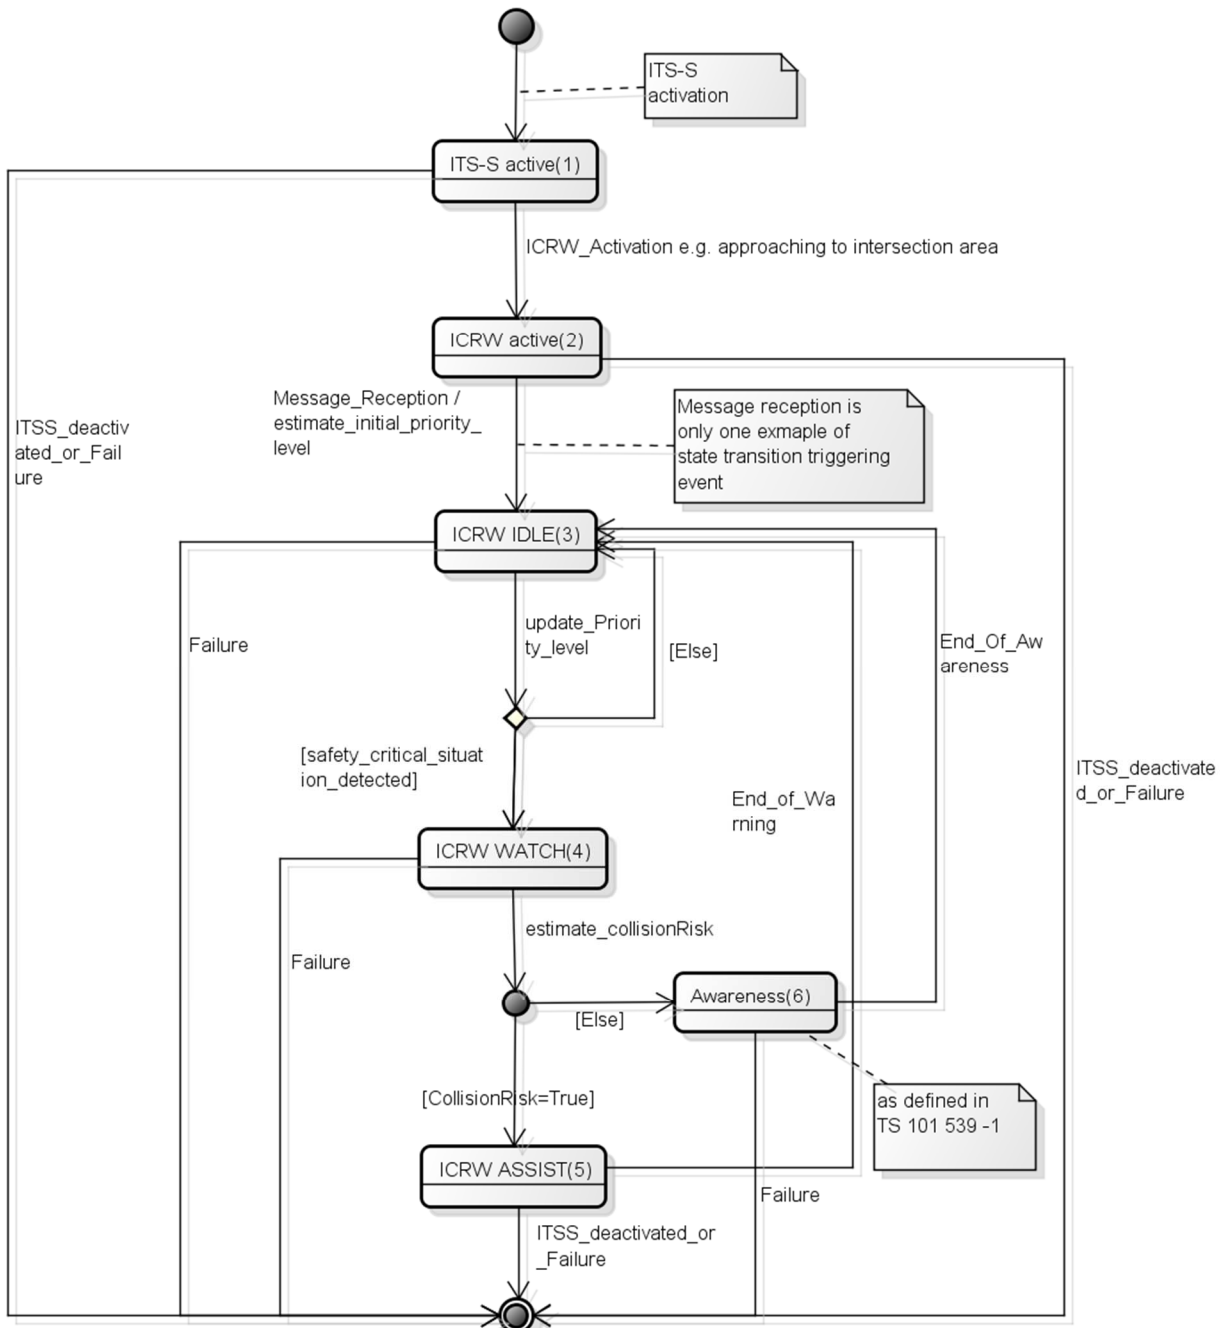 ITS-S
activation
ITS-S active(1)
ICRW_Activation e.g. approaching to intersection area
ICRW active(2)
Message_Reception /
estimate_initial_priority_
level
Message reception is
only one exmaple of
state transition triggering
event
ITSS_deactiv
ated_or_Fail
ure
ICRW IDLE(3)
update_Priori
ty_level
[Else]
Failure
End_Of_Aw
areness
[safety_critical_situat
ion_detected]
ITSS_deactivate
d_or_Failure
End_of_Wa
rning
ICRW WATCH(4)
estimate_collisionRisk
Failure
Awareness(6)
[Else]
[CollisionRisk=True]
as defined in
TS 101 539 -1
ICRW ASSIST(5)
Failure
ITSS_deactivated_or
_Failure